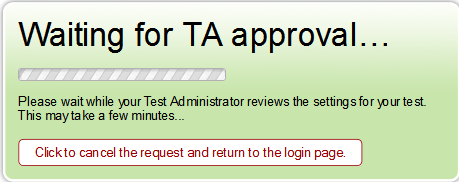 Waiting for TA approval...
Please wait while your Test Administrator reviews the settings for your test.
This may take a few minutes...
Click to cancel the request and return to the login page.